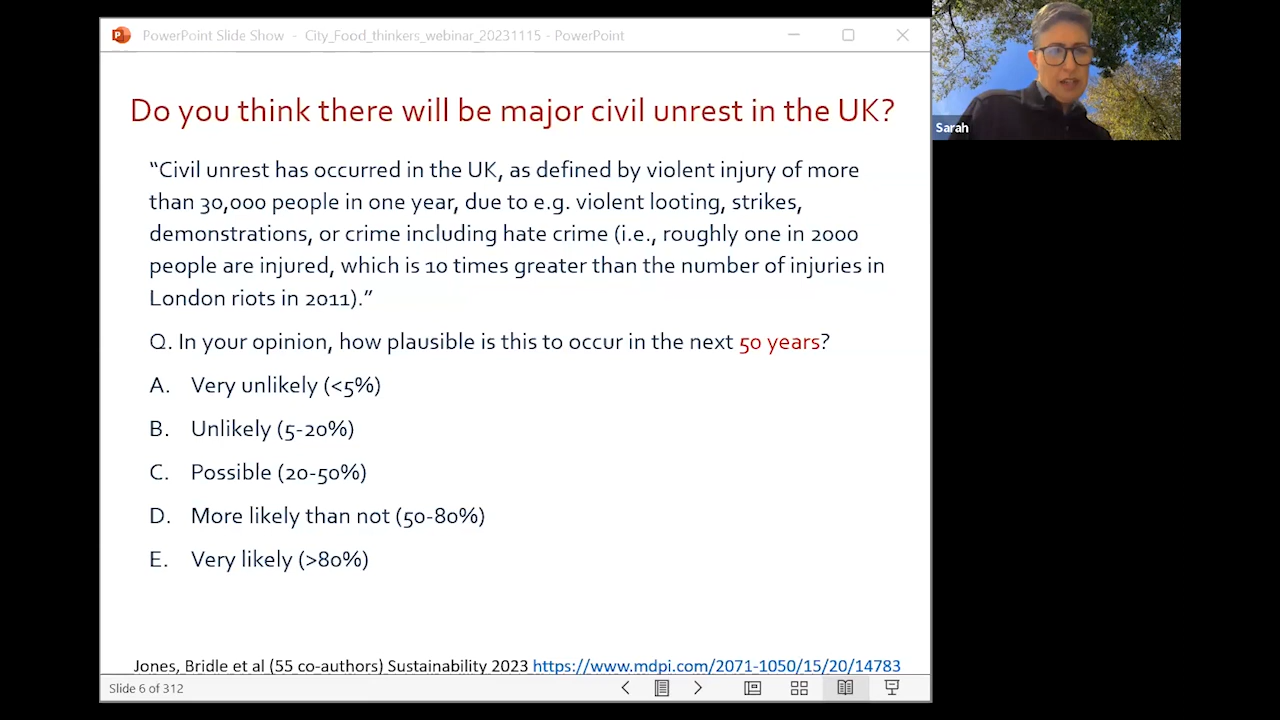 PowerPoint Slide Show - City_Food_thinkers_webinar_20231115 - PowerPoint
Sarah
Do you think there will be major civil unrest in the UK?
“Civil unrest has occurred in the UK, as defined by violent injury of more
than 30,000 people in one year, due to e.g. violent looting, strikes,
demonstrations, or crime including hate crime (i.e., roughly one in 2000
people are injured, which is 10 times greater than the number of injuries in
London riots in 2011).”
Q. In your opinion, how plausible is this to occur in the next 50 years?
A. Very unlikely (<5%)
B. Unlikely (5-20%)
C. Possible (20-50%)
D. More likely than not (50-80%)
E. Very likely (>80%)
Jones, Bridle et al (55 co-authors) Sustainability 2023 https://www.mdpi.com/2071-1050/15/20/14783
Slide 6 of 312